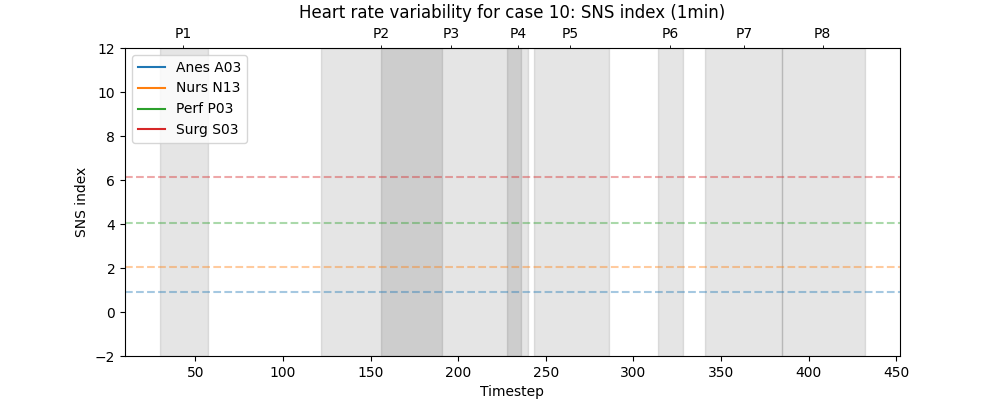 Heart rate variability for case 10: SNS index (1min)
P1 P2 P3 P4 P5 P6 P7 P8
12
10
8
6
4
2
0
−2
SNS index
Anes A03
Nurs N13
Perf P03
Surg S03
50 100 150 200 250 300 350 400 450
Timestep